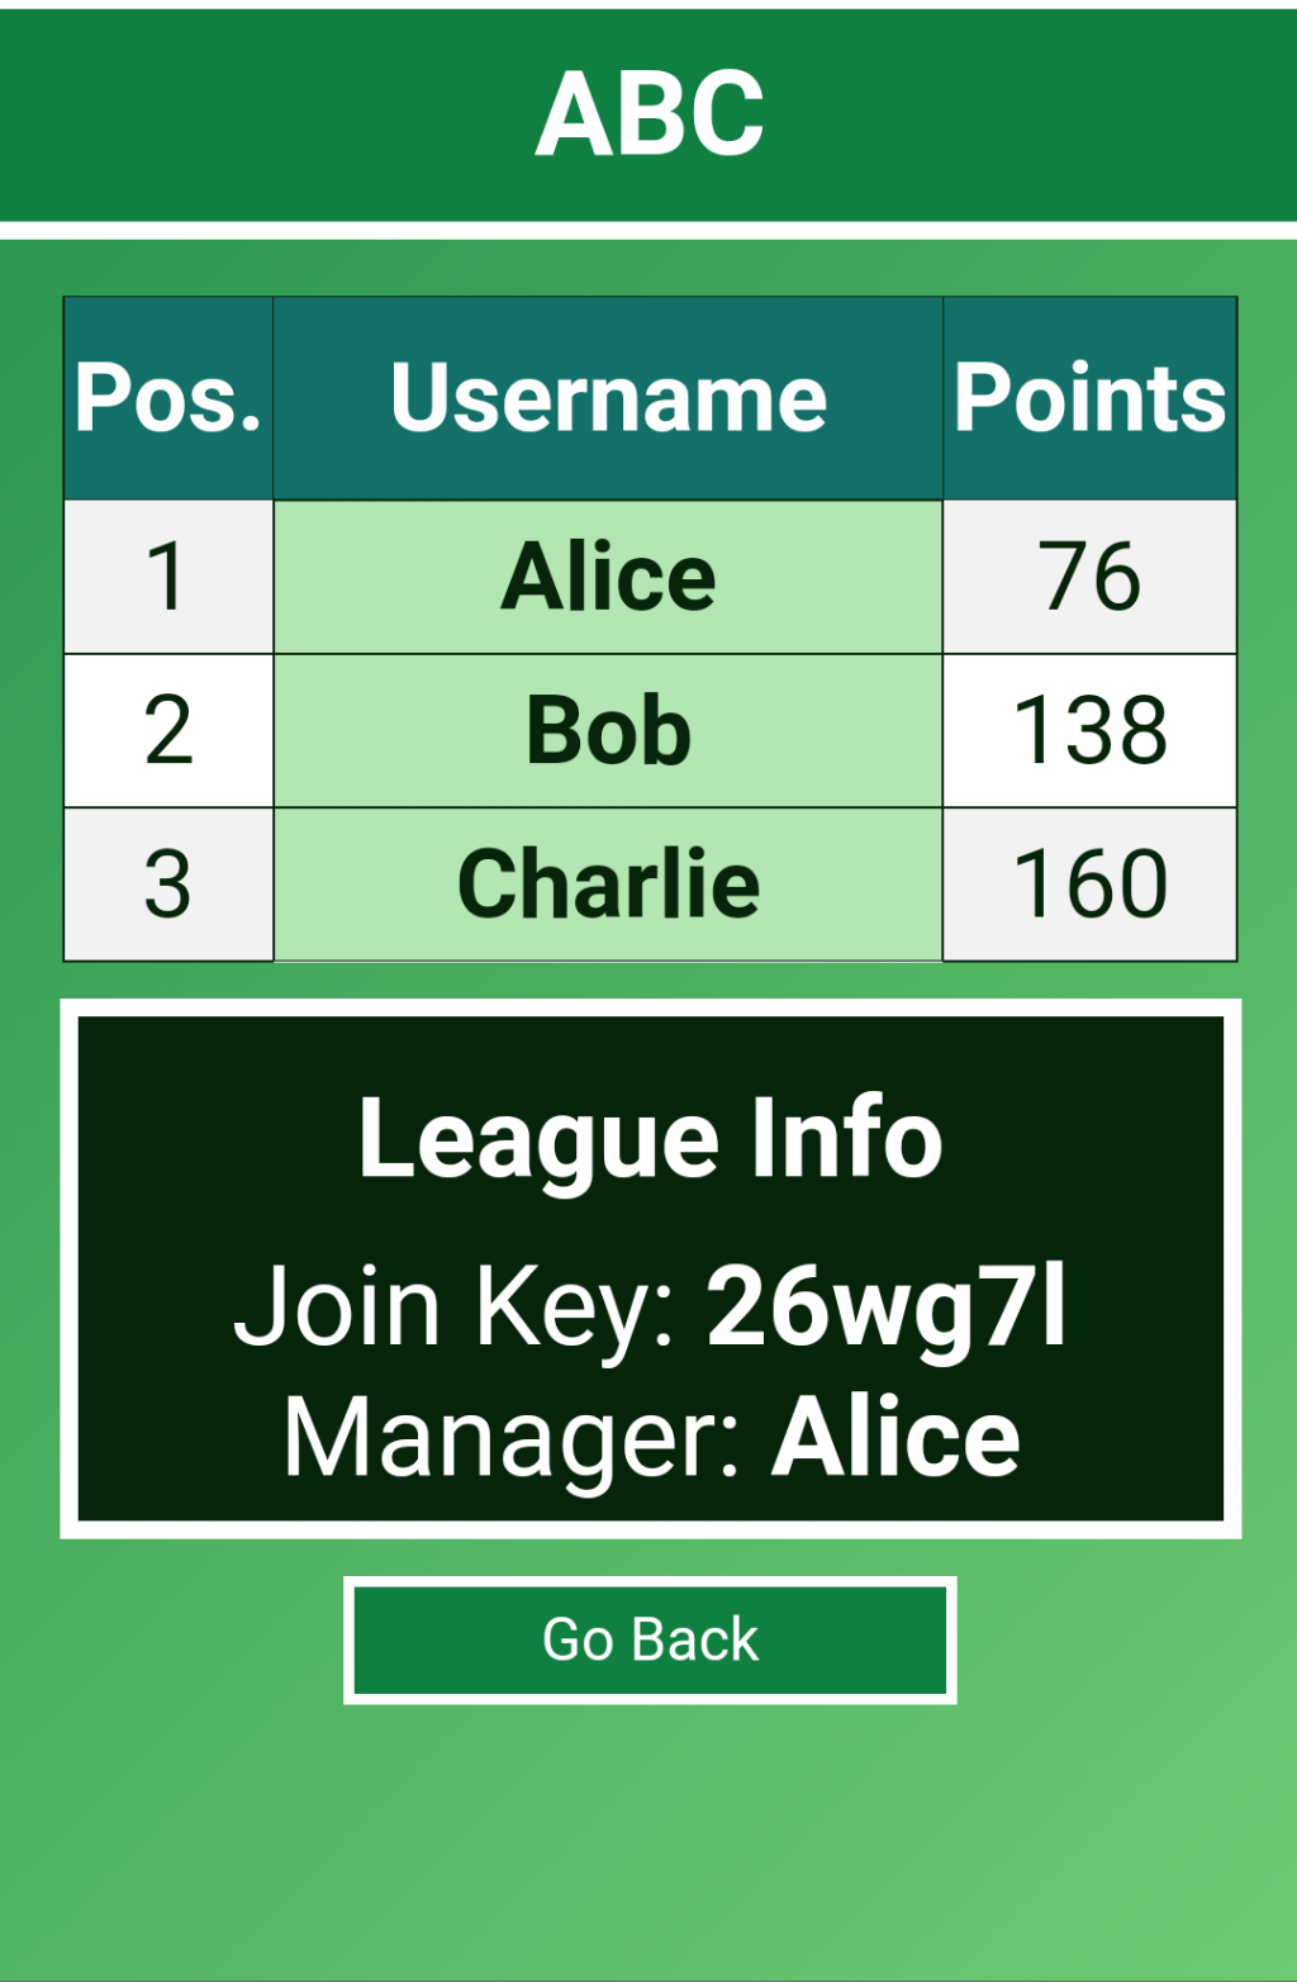 ABC
Pos. Username Points
1 Alice 76
2 Bob 138
3 Charlie 160
League Info
Join Key: 26wg7l
Manager: Alice
Go Back